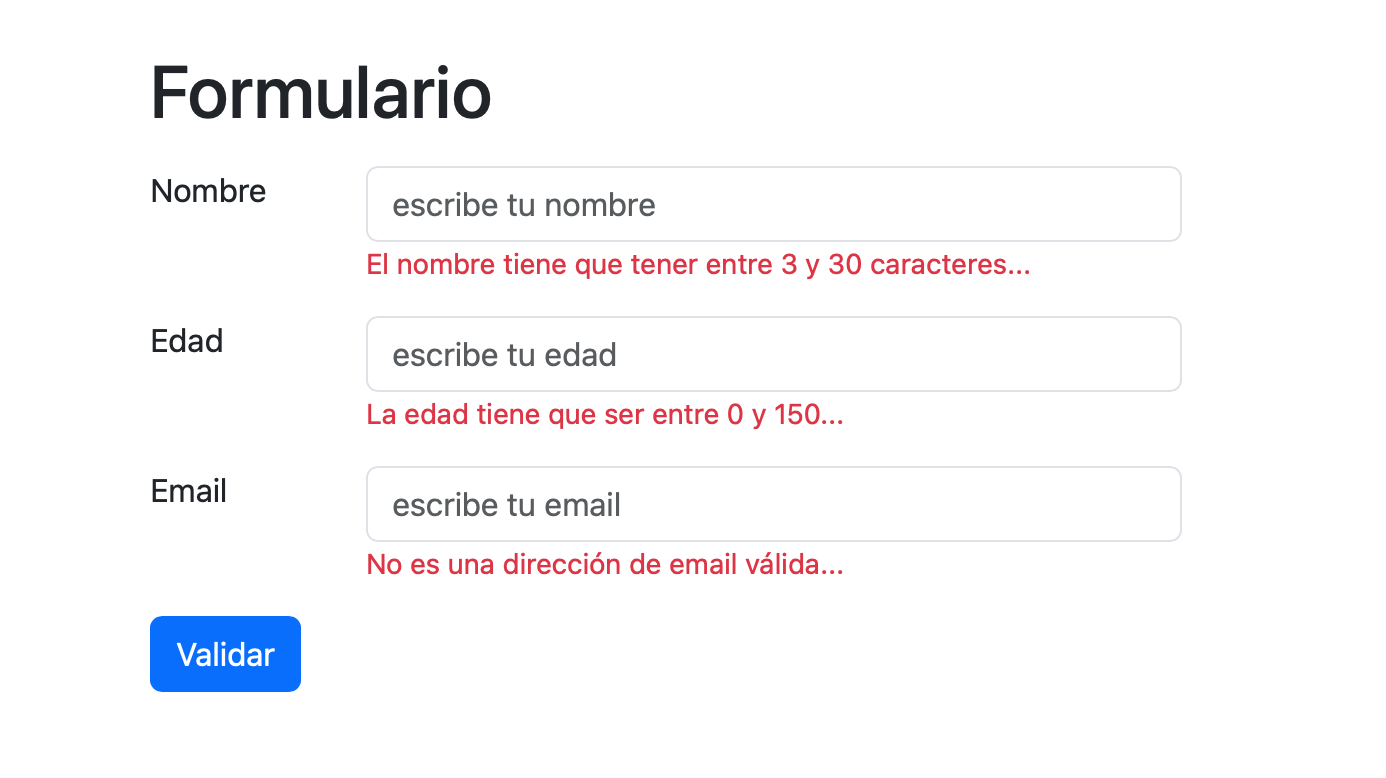 Formulario
Nombre
escribe tu nombre
El nombre tiene que tener entre 3 y 30 caracteres...
Edad
escribe tu edad
La edad tiene que ser entre 0 y 150...
Email
escribe tu email
No es una dirección de email válida...
Validar